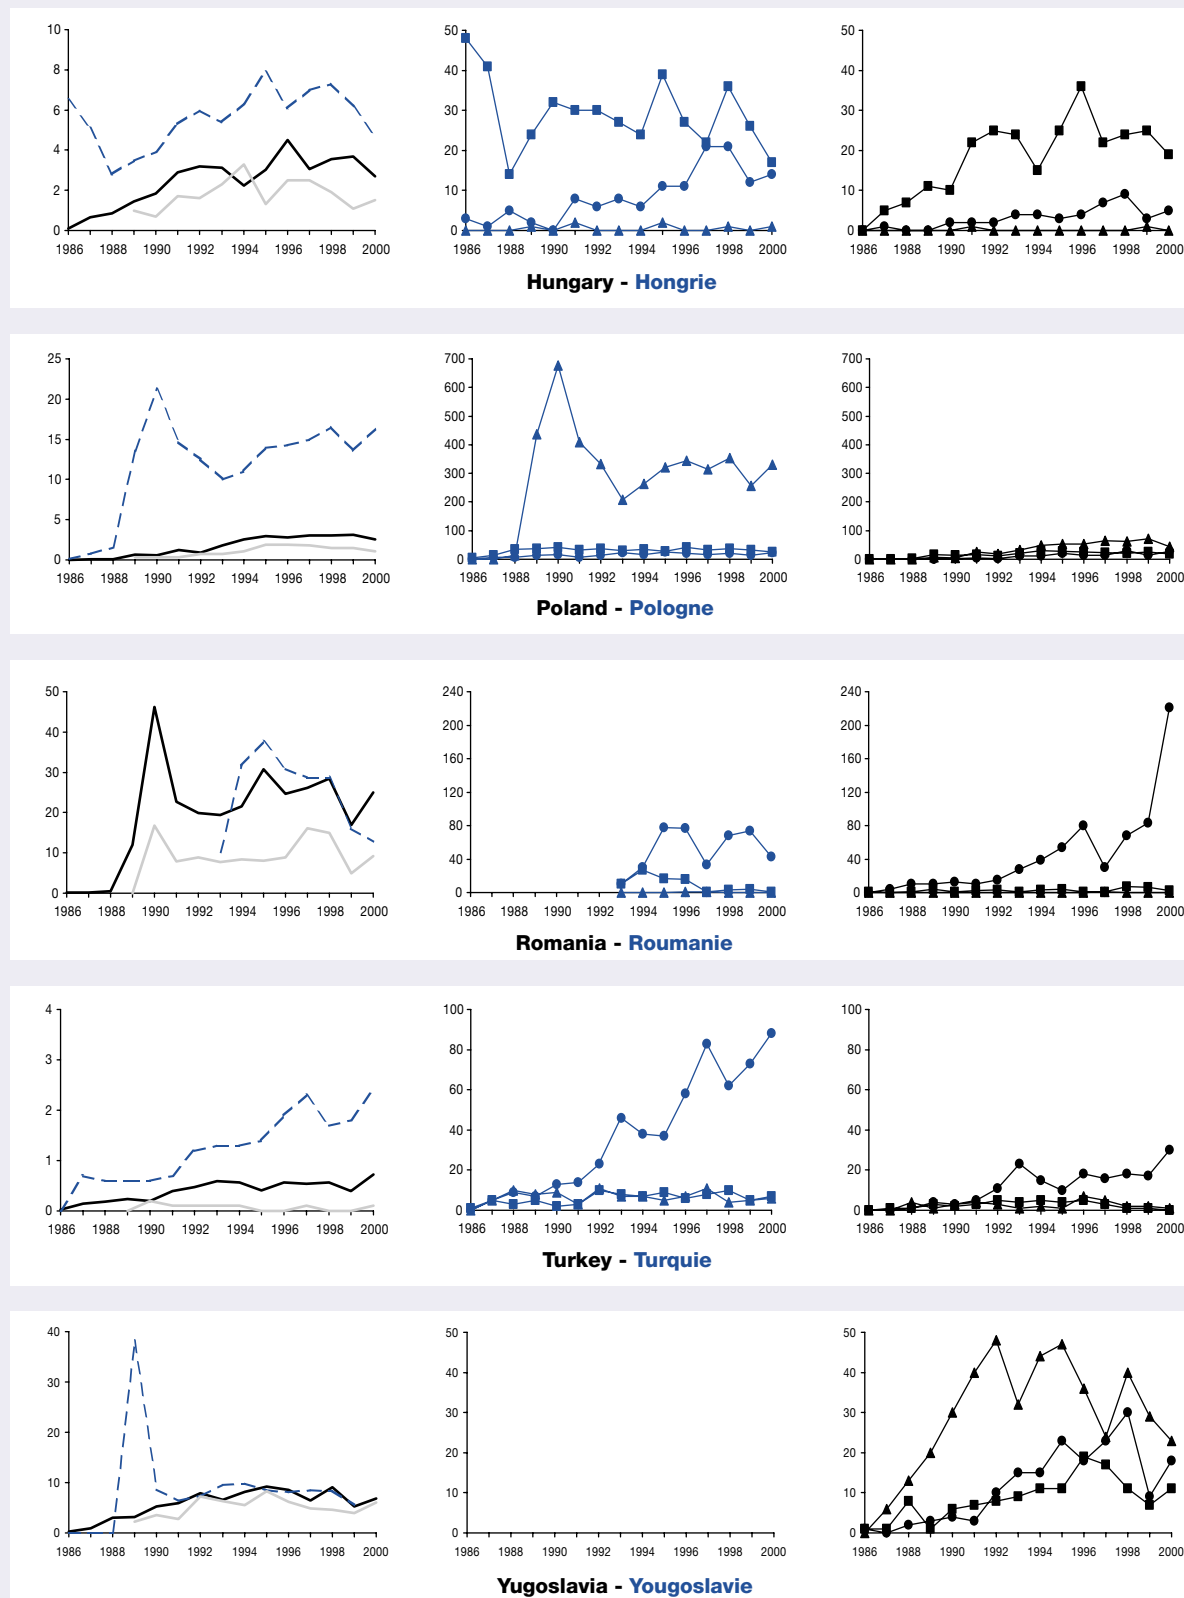 10 50 50
8 40 40
6 30 30
4 20 20
2 10 10
0 0 0
1986 1988 1990 1992 1994 1996 1998 2000 1986 1988 1990 1992 1994 1996 1998 2000 1986 1988 1990 1992 1994 1996 1998 2000
Hungary - Hongrie
25 700 700
600 600
20 500 500
15 400 400
10 300 300
200 200
5 100 100
0 0 0
1986 1988 1990 1992 1994 1996 1998 2000 1986 1988 1990 1992 1994 1996 1998 2000 1986 1988 1990 1992 1994 1996 1998 2000
Poland - Pologne
50 240 240
40 200 200
30 160 160
120 120
20 80 80
10 40 40
0 0 0
1986 1988 1990 1992 1994 1996 1998 2000 1986 1988 1990 1992 1994 1996 1998 2000 1986 1988 1990 1992 1994 1996 1998 2000
Romania - Roumanie
4 100 100
3 80 80
60 60
2 40 40
1 20 20
0 0 0
1986 1988 1990 1992 1994 1996 1998 2000 1986 1988 1990 1992 1994 1996 1998 2000 1986 1988 1990 1992 1994 1996 1998 2000
Turkey - Turquie
40 50 50
30 40 40
30 30
20 20 20
10 10 10
0 0 0
1986 1988 1990 1992 1994 1996 1998 2000 1986 1988 1990 1992 1994 1996 1998 2000 1986 1988 1990 1992 1994 1996 1998 2000
Yugoslavia - Yougoslavie